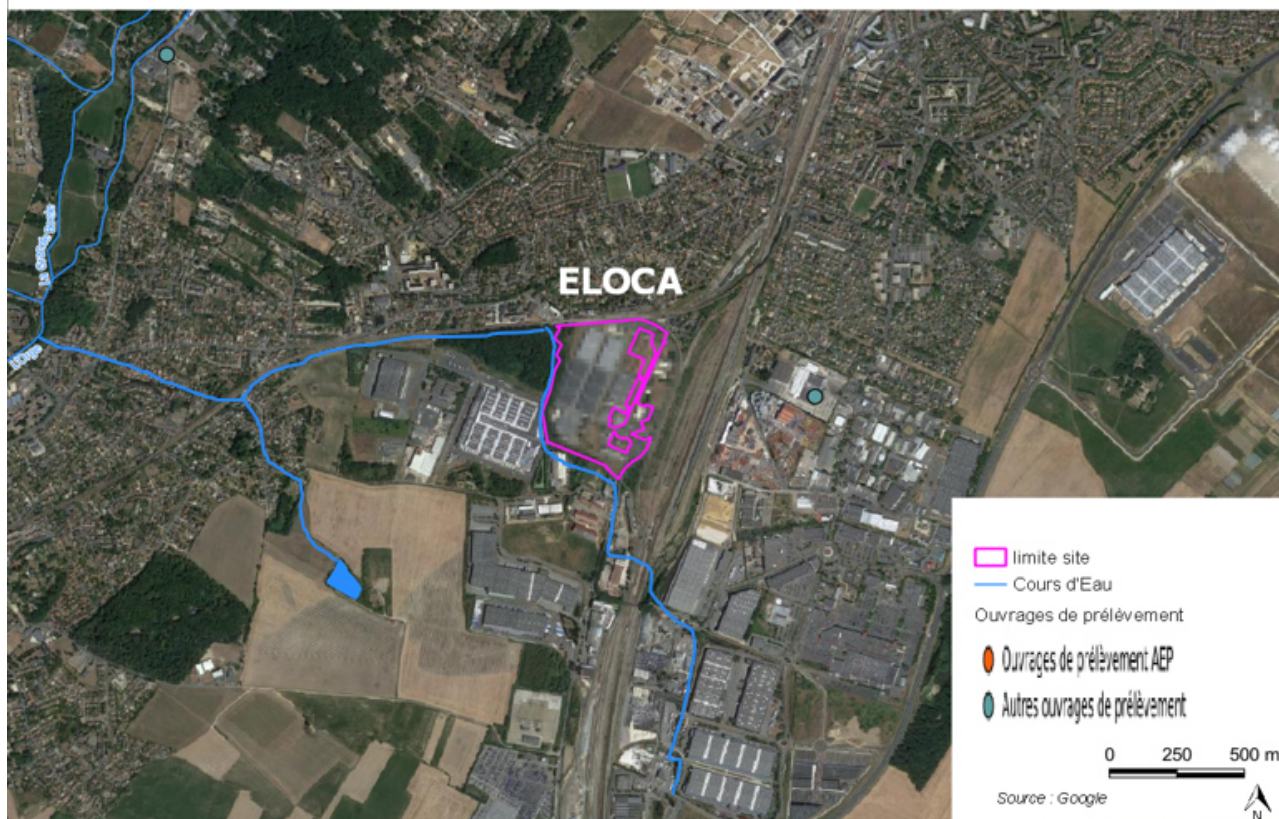 L'Orge
ELOCA
limite site
Cours d'Eau
Ouvrages de prélèvement
Ouvrages de prélèvement AEP
Autres ouvrages de prélèvement
0 250 500 m
Source : Google
N